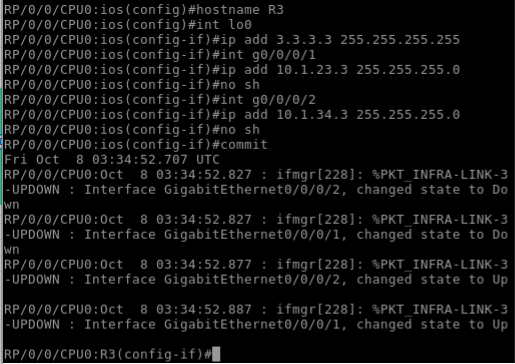 RP/0/0/CPU0:ios(config)#hostname R3
RP/0/0/CPU0:ios(config)#int lo0
RP/0/0/CPU0:ios(config-if)#ip add 3.3.3.3 255.255.255.255
RP/0/0/CPU0:ios(config-if)#int g0/0/0/1
RP/0/0/CPU0:ios(config-if)#ip add 10.1.23.3 255.255.255.0
RP/0/0/CPU0:ios(config-if)#no sh
RP/0/0/CPU0:ios(config-if)#int g0/0/0/2
RP/0/0/CPU0:ios(config-if)#ip add 10.1.34.3 255.255.255.0
RP/0/0/CPU0:ios(config-if)#no sh
RP/0/0/CPU0:ios(config-if)#commit
Fri Oct  8 03:34:52.707 UTC
RP/0/0/CPU0:Oct  8 03:34:52.827 : ifmgr[228]: %PKT_INFRA-LINK-3
-UPDOWN : Interface GigabitEthernet0/0/0/2, changed state to Do
wn
RP/0/0/CPU0:Oct  8 03:34:52.827 : ifmgr[228]: %PKT_INFRA-LINK-3
-UPDOWN : Interface GigabitEthernet0/0/0/1, changed state to Do
wn
RP/0/0/CPU0:Oct  8 03:34:52.877 : ifmgr[228]: %PKT_INFRA-LINK-3
-UPDOWN : Interface GigabitEthernet0/0/0/2, changed state to Up
RP/0/0/CPU0:Oct  8 03:34:52.887 : ifmgr[228]: %PKT_INFRA-LINK-3
-UPDOWN : Interface GigabitEthernet0/0/0/1, changed state to Up
RP/0/0/CPU0:R3(config-if)#